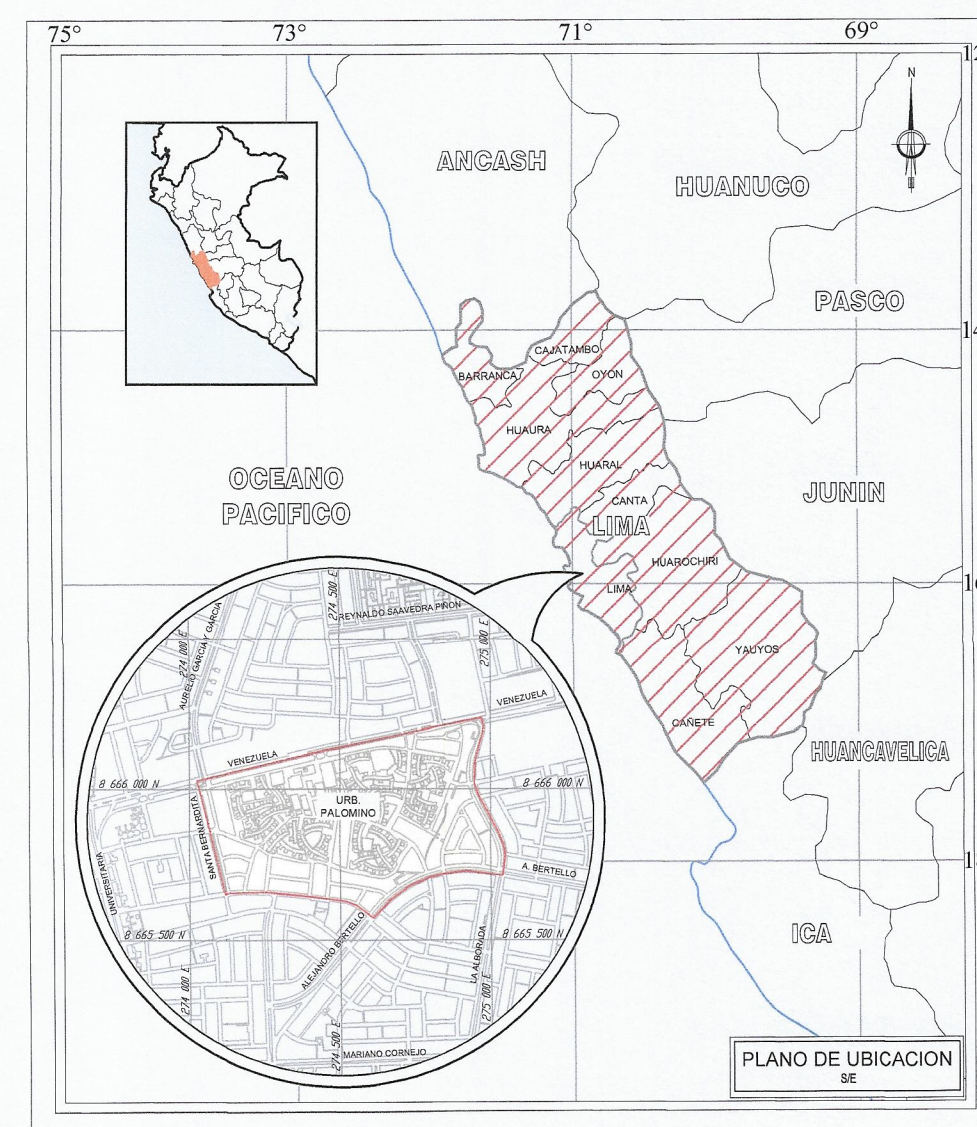 75°
73°
71°
69°
N
ANCASH
HUANUCO
PASCO
CAJATAMBO
BARRANCA
OYON
HUAURA
HUARAL
CANTA
LIMA
HUAROCHIRI
LIMA
YAUYOS
CAÑETE
JUNIN
OCEANO
PACIFICO
HUANCAVELICA
ICA
274 500 E
REYNALDO SAAVEDRA PIÑON
274 000 E
AURELIO GARCIA Y GARCIA
275 000 E
VENEZUELA
VENEZUELA
8 666 000 N
8 666 000 N
URB.
PALOMINO
SANTA BERNARDITA
UNIVERSITARIA
A. BERTELLO
8 665 500 N
8 665 500 N
ALEJANDRO BERTELLO
LA ALBORADA
274 000 E
275 000 E
274 500 E
MARIANO CORNEJO
PLANO DE UBICACION
S/E